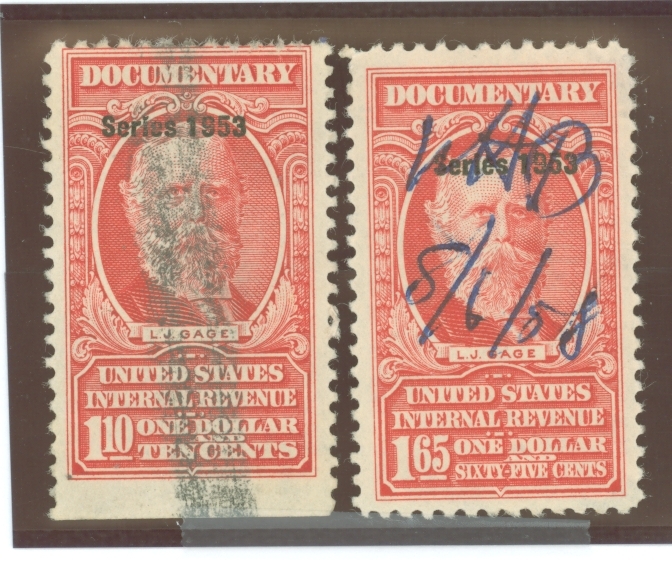 DOCUMENTARY
Series 1953
L.J. GAGE
UNITED STATES
INTERNAL REVENUE
1 10 ONE DOLLAR
AND
TEN CENTS
DOCUMENTARY
Series 1953
5/6/58
L.J. GAGE
UNITED STATES
INTERNAL REVENUE
1 65 ONE DOLLAR
AND
SIXTY-FIVE CENTS